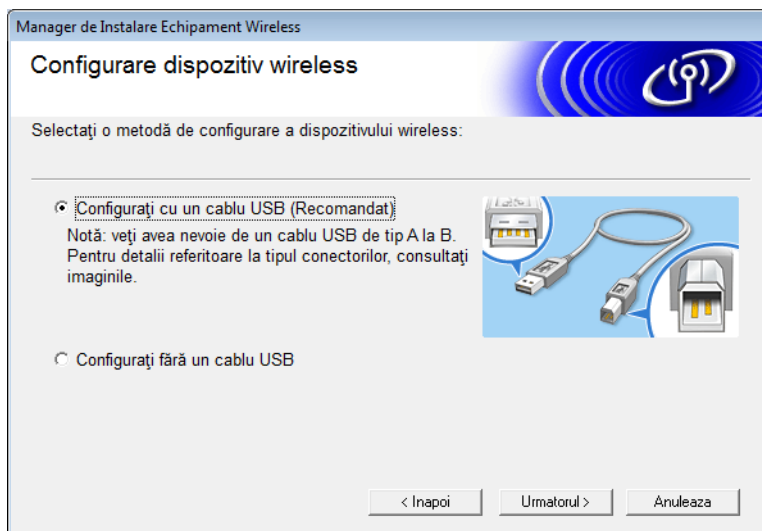 Manager de Instalare Echipament Wireless
Configurare dispozitiv wireless
Selectați o metodă de configurare a dispozitivului wireless:
Configuraţi cu un cablu USB (Recomandat)
Notă: veţi avea nevoie de un cablu USB de tip A la B.
Pentru detalii referitoare la tipul conectorilor, consultaţi
imaginile.
Configuraţi fără un cablu USB
< Inapoi
Urmatorul >
Anuleaza